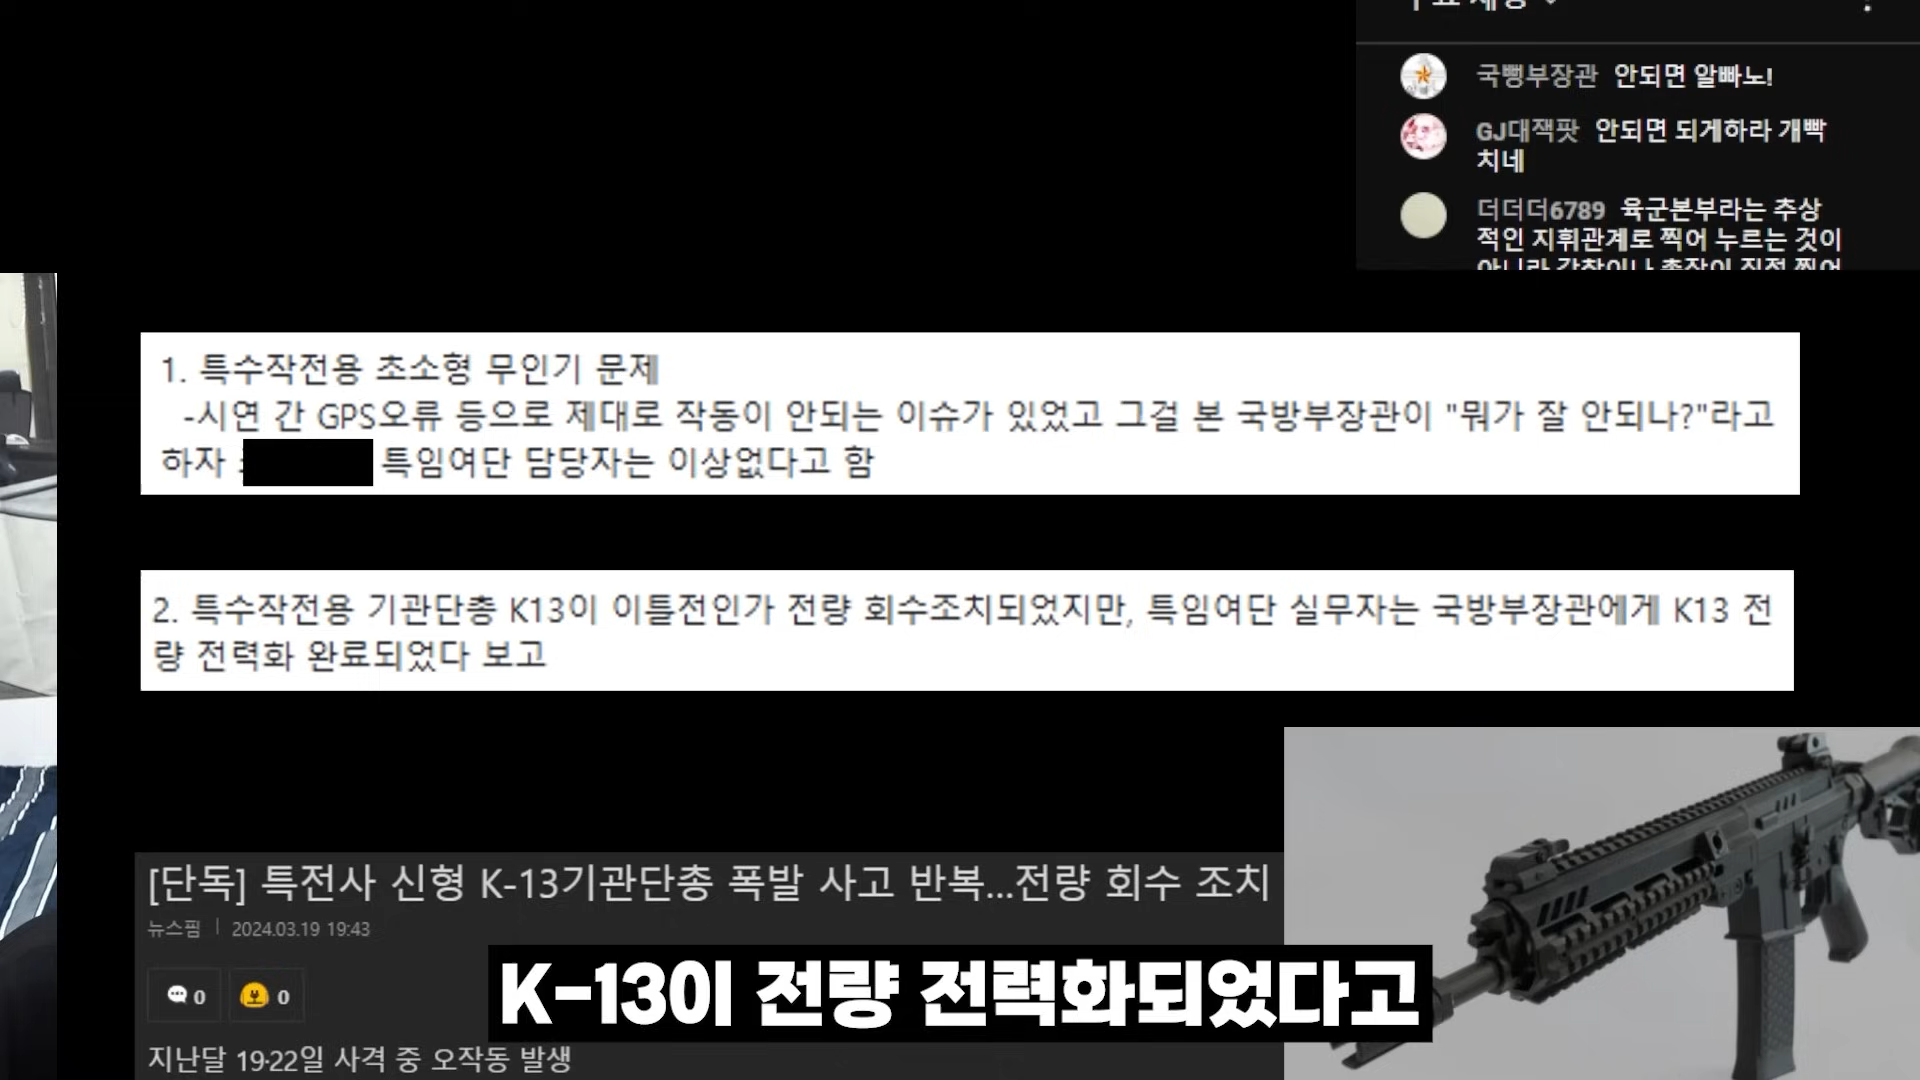 국뻥부장관 안되면 알빠노!
GJ대잭팟 안되면 되게하라 개빡
치네
더더더6789 육군본부라는 추상
적인 지휘관계로 찍어 누르는 것이
1. 특수작전용 초소형 무인기 문제
-시연 간 GPS오류 등으로 제대로 작동이 안되는 이슈가 있었고 그걸 본 국방부장관이 "뭐가 잘 안되나?"라고
하자 특임여단 담당자는 이상없다고 함
2. 특수작전용 기관단총 K13이 이틀전인가 전량 회수조치되었지만, 특임여단 실무자는 국방부장관에게 K13 전
량 전력화 완료되었다 보고
[단독] 특전사 신형 K-13기관단총 폭발 사고 반복...전량 회수 조치
뉴스핌 2024.03.19 19:43
0 0
K-13이 전량 전력화되었다고
지난달 19·22일 사격 중 오작동 발생